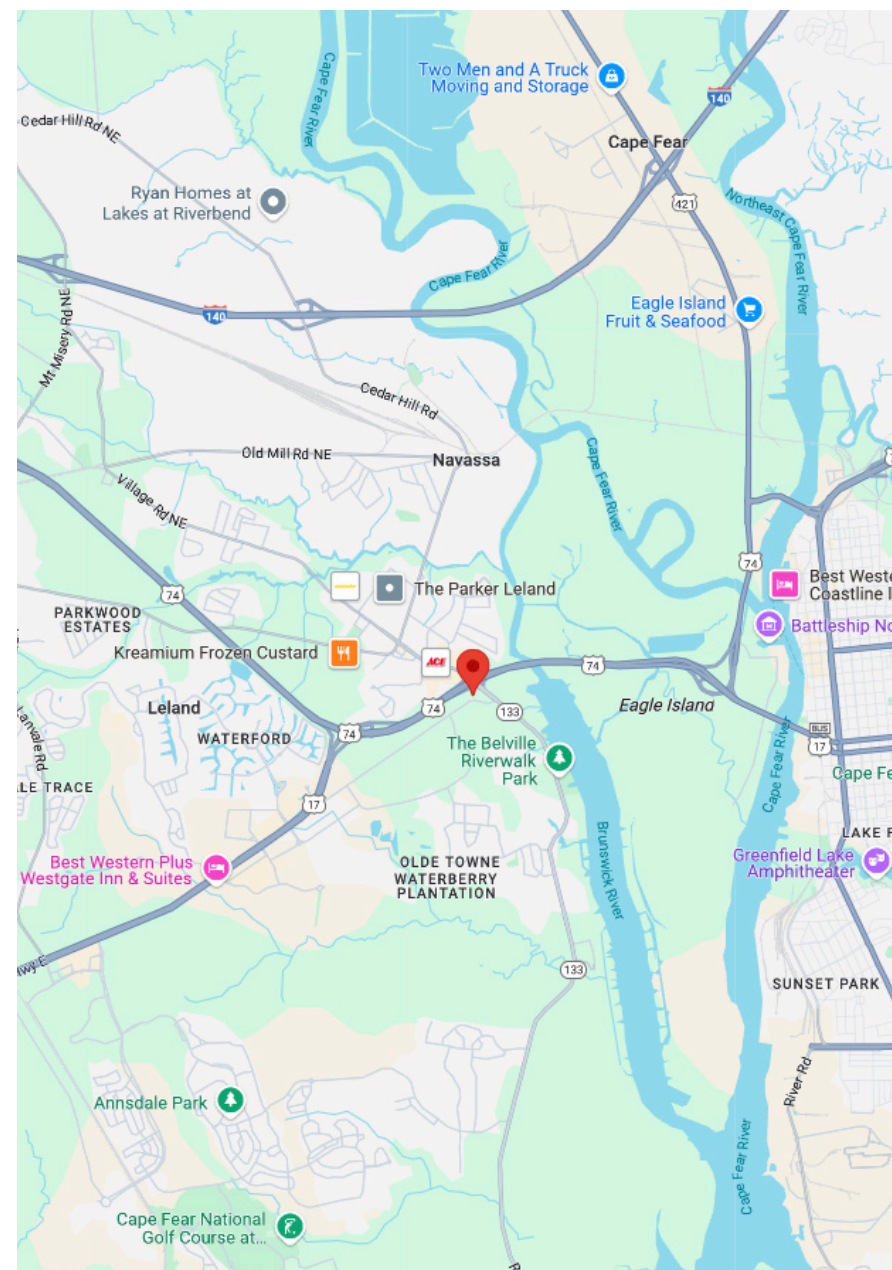 Two Men and A Truck
Moving and Storage
140
Cape Fear River
Cedar Hill Rd NE
Cape Fear
Ryan Homes at
Lakes at Riverbend
421
Northeast Cape Fear River
Cape Fear River
140
Eagle Island
Fruit & Seafood
Mt Misery Rd NE
Cedar Hill Rd
Old Mill Rd NE
Navassa
Village Rd NE
Cape Fear River
74
74
The Parker Leland
Best Weste
Coastline I
PARKWOOD
ESTATES
Battleship No
Kreamium Frozen Custard
ACE
74
Lanvale Rd
Leland
74
133
Eagle Island
WATERFORD
74
BUS
17
The Belville
Riverwalk
Park
Cape Fear River
Cape Fe
LE TRACE
17
LAKE F
Best Western Plus
Westgate Inn & Suites
OLDE TOWNE
WATERBERRY
PLANTATION
Brunswick River
Greenfield Lake
Amphitheater
wy E
133
SUNSET PARK
River Rd
Annsdale Park
Cape Fear River
Cape Fear National
Golf Course at...
R